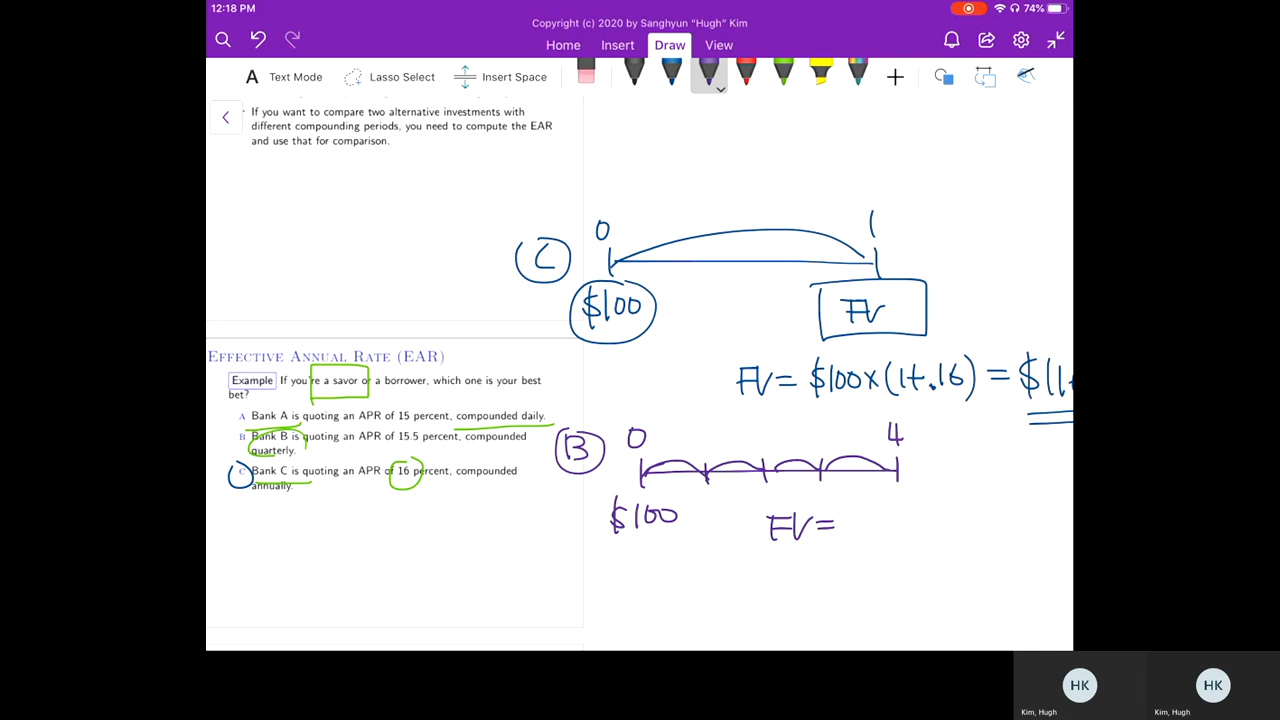 12:18 PM
74%
Copyright (c) 2020 by Sanghyun "Hugh" Kim
Home Insert Draw View
A Text Mode Lasso Select Insert Space
If you want to compare two alternative investments with
different compounding periods, you need to compute the EAR
and use that for comparison.
0 1
C
$100 FV
FV = $100x(1+.16) = $11
EFFECTIVE ANNUAL RATE (EAR)
Example If you're a savor or a borrower, which one is your best
bet?
A Bank A is quoting an APR of 15 percent, compounded daily.
B Bank B is quoting an APR of 15.5 percent, compounded
quarterly.
C Bank C is quoting an APR of 16 percent, compounded
annually.
B 0 4
$100 FV=
HK HK
Kim, Hugh Kim, Hugh